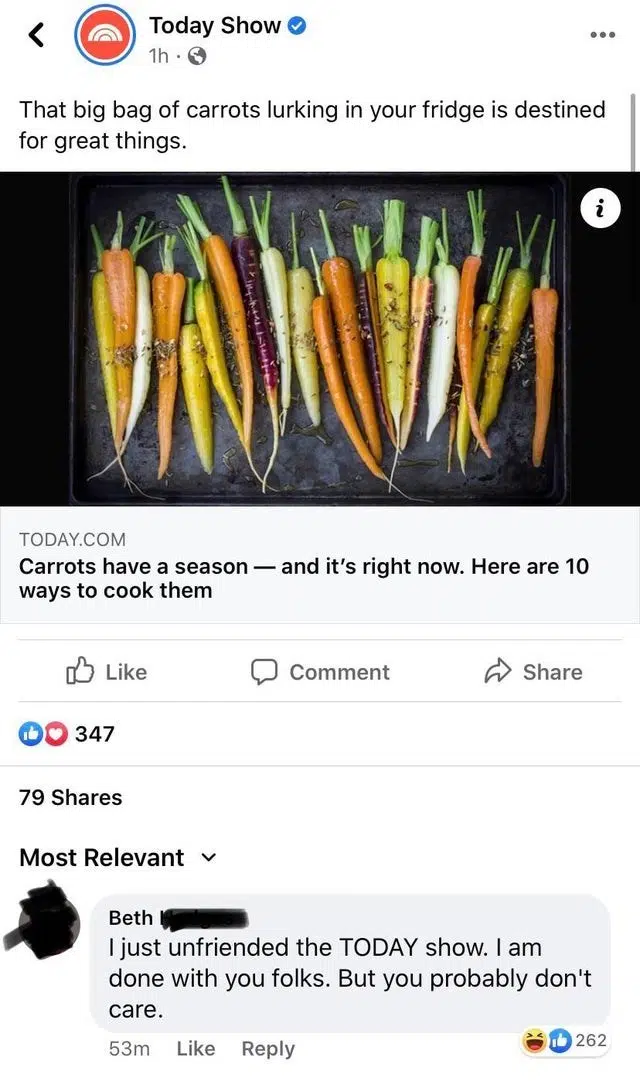 Today Show
1h ·
That big bag of carrots lurking in your fridge is destined
for great things.
i
TODAY.COM
Carrots have a season — and it's right now. Here are 10
ways to cook them
Like Comment Share
347
79 Shares
Most Relevant
Beth
I just unfriended the TODAY show. I am
done with you folks. But you probably don't
care.
53m Like Reply 262